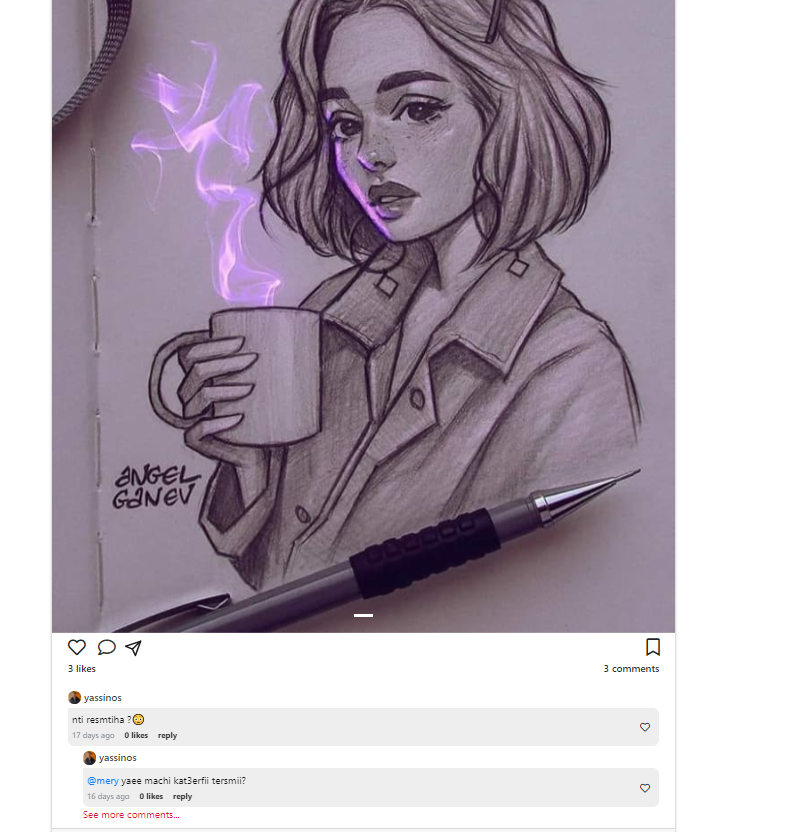 ANGEL
GANEV
3 likes
3 comments
yassinos
nti resmtiha ?😳
17 days ago 0 likes reply
yassinos
@mery yaee machi kat3erfii tersmii?
16 days ago 0 likes reply
See more comments...